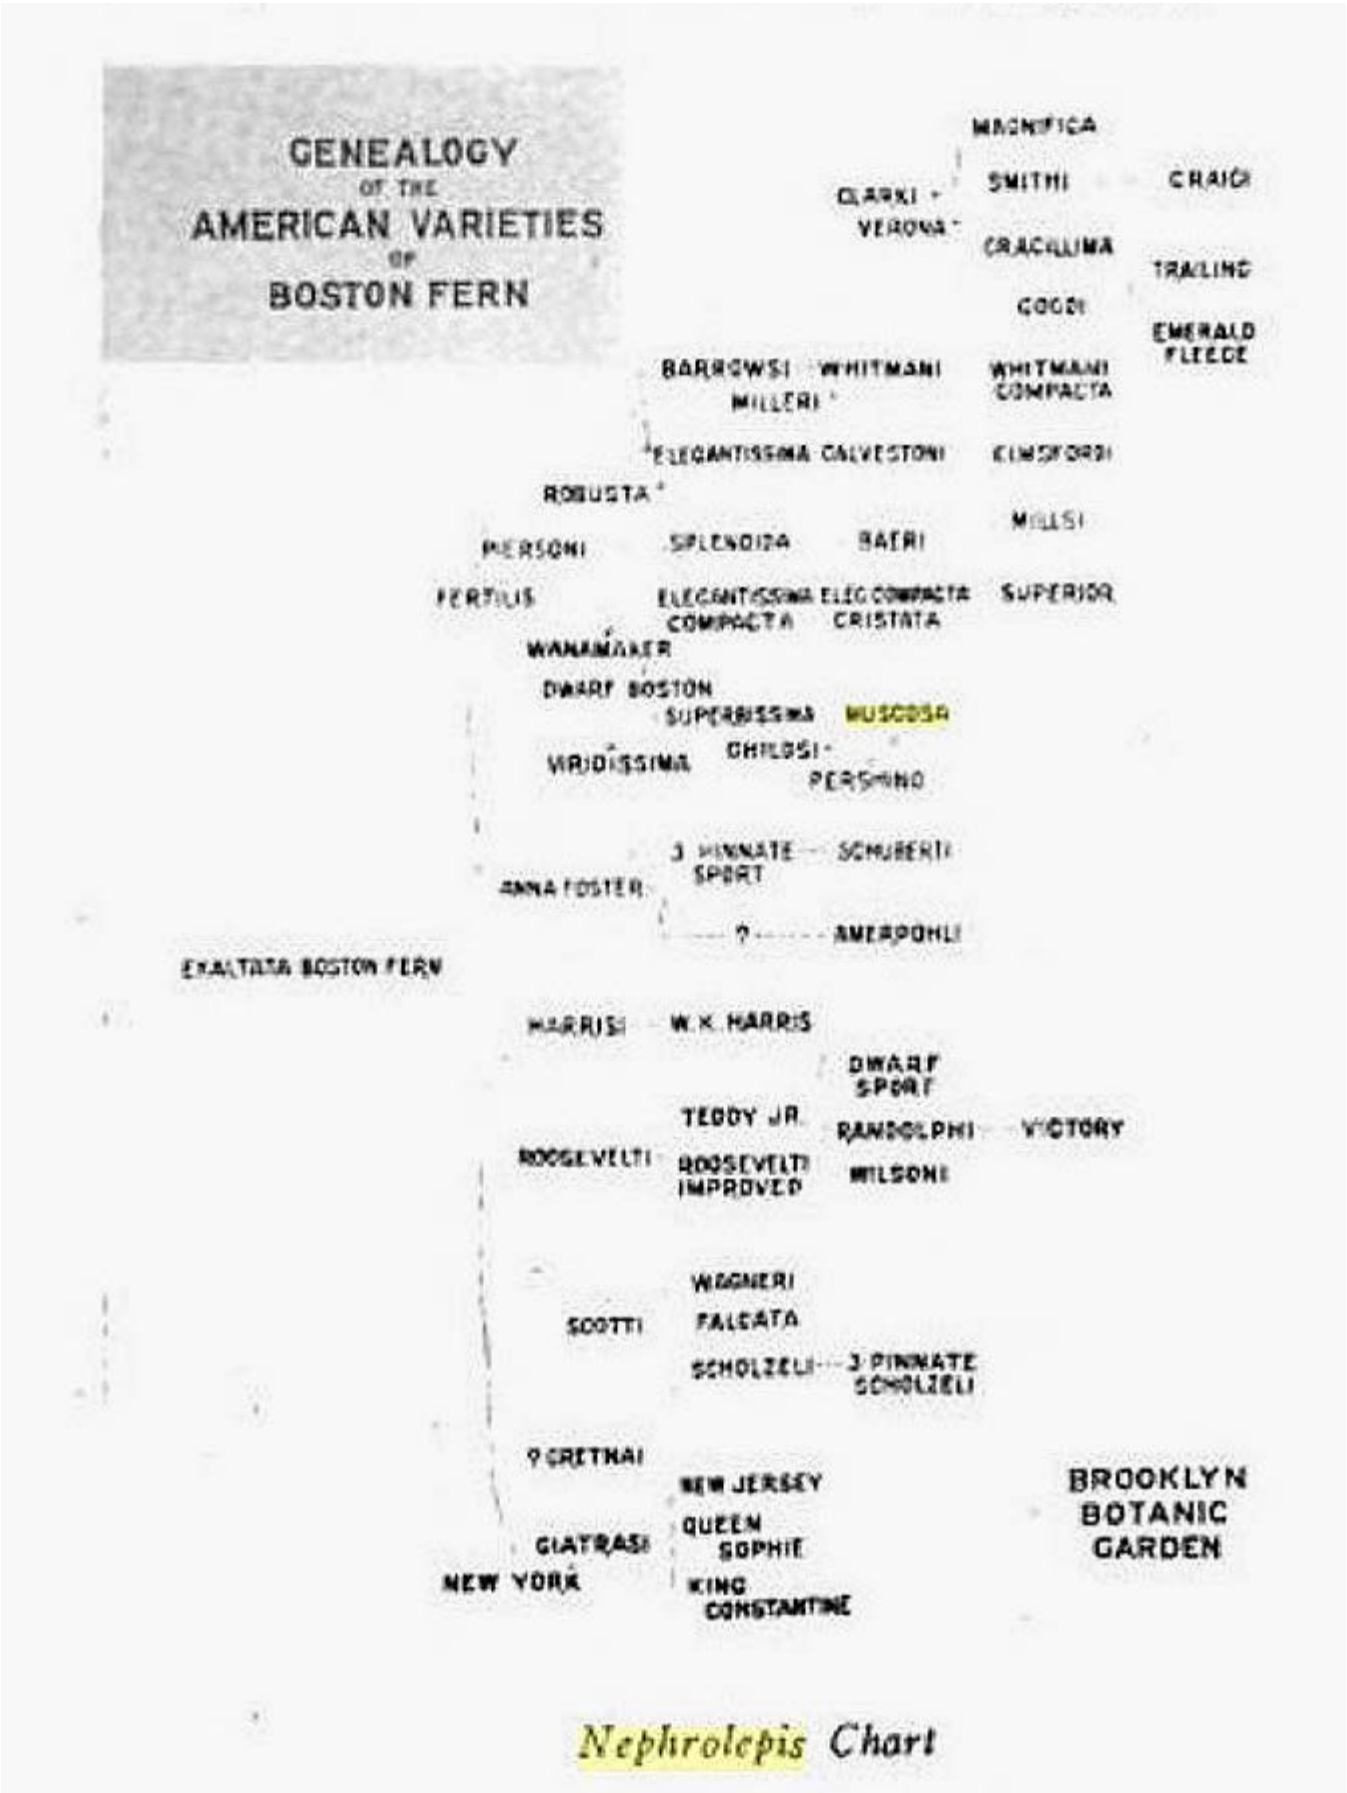 GENEALOGY
OF THE
AMERICAN VARIETIES
OF
BOSTON FERN
MAGNIFICA
CLARKI
SMITHI
CRAIGI
VERONA
GRACILLIMA
TRAILING
GOODI
EMERALD
FLEECE
BARROWSI WHITMANI WHITMANI
COMPACTA
MILLERI
ELEGANTISSIMA GALVESTONI ELMSFORDI
ROBUSTA
MILLSI
PIERSONI SPLENDIDA BAERI
FERTILIS ELEGANTISSIMA ELEG COMPACTA SUPERIOR
COMPACTA CRISTATA
WANAMAKER
DWARF BOSTON
SUPERBISSIMA MUSCOSA
VIRIDISSIMA CHILDSI
PERSHING
3 PINNATE SCHUBERTI
SPORT
ANNA FOSTER
? AMERPOHLI
EXALTATA BOSTON FERN
HARRISI W.K. HARRIS
DWARF
SPORT
TEDDY JR.
RANDOLPHI VICTORY
ROOSEVELTI ROOSEVELTI
IMPROVED
WILSONI
WAGNERI
SCOTTI FALCATA
SCHOLZELI 3 PINNATE
SCHOLZELI
? GRETNAI
NEW JERSEY
GIATRASI QUEEN
SOPHIE
NEW YORK KING
CONSTANTINE
BROOKLYN
BOTANIC
GARDEN
Nephrolepis Chart